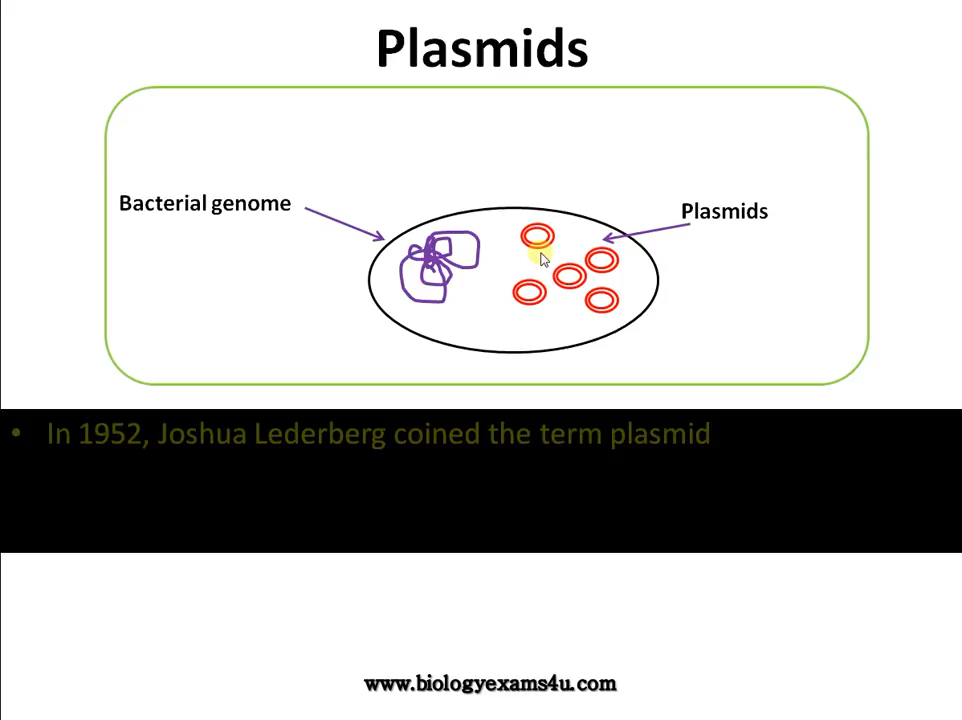 Plasmids
Bacterial genome
Plasmids
• In 1952, Joshua Lederberg coined the term plasmid
www.biologyexams4u.com